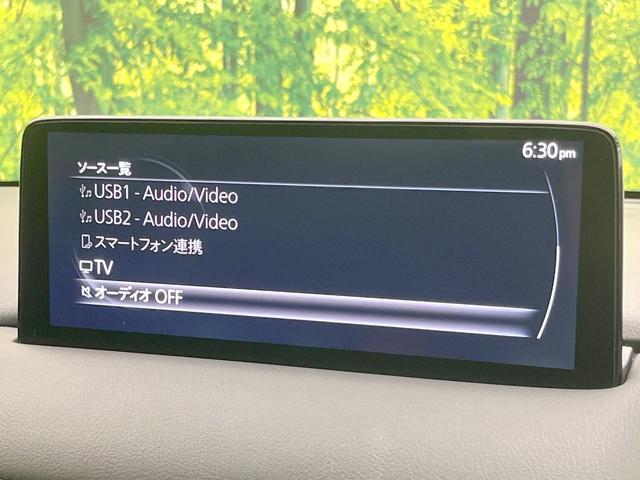 6:30pm
ソース一覧
USB1 - Audio/Video
USB2 - Audio/Video
スマートフォン連携
TV
オーディオ OFF